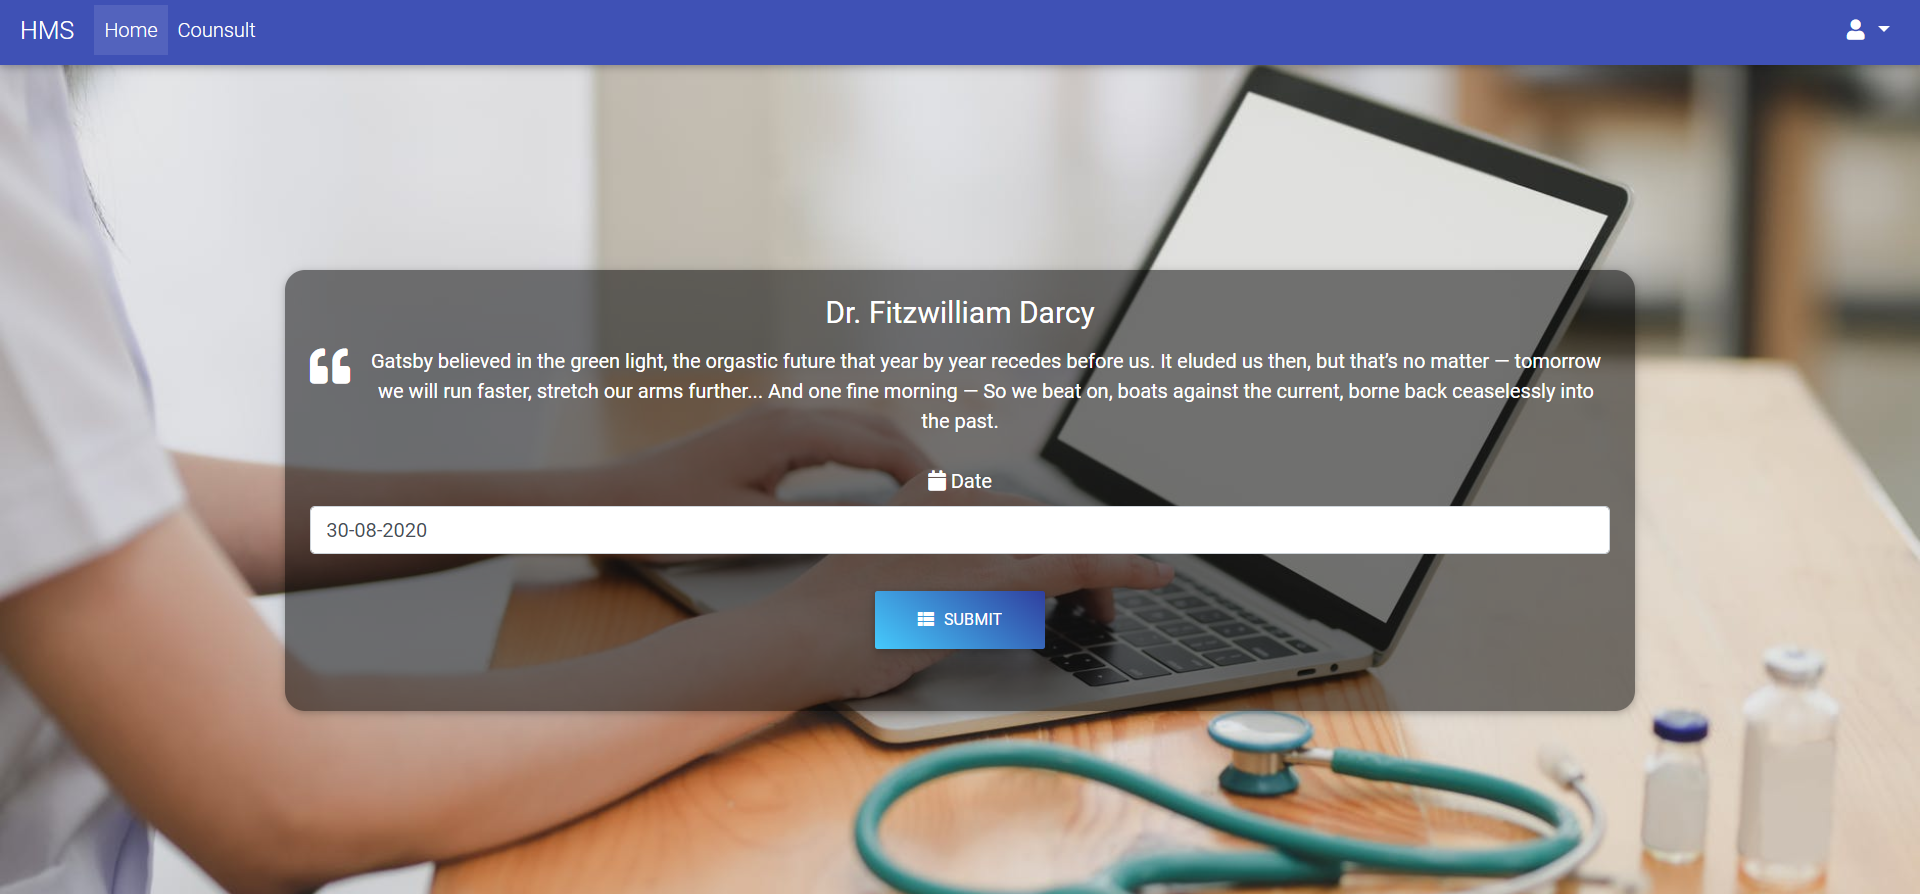 HMS Home Counsult
Dr. Fitzwilliam Darcy
Gatsby believed in the green light, the orgastic future that year by year recedes before us. It eluded us then, but that's no matter — tomorrow
we will run faster, stretch our arms further... And one fine morning — So we beat on, boats against the current, borne back ceaselessly into
the past.
Date
30-08-2020
SUBMIT